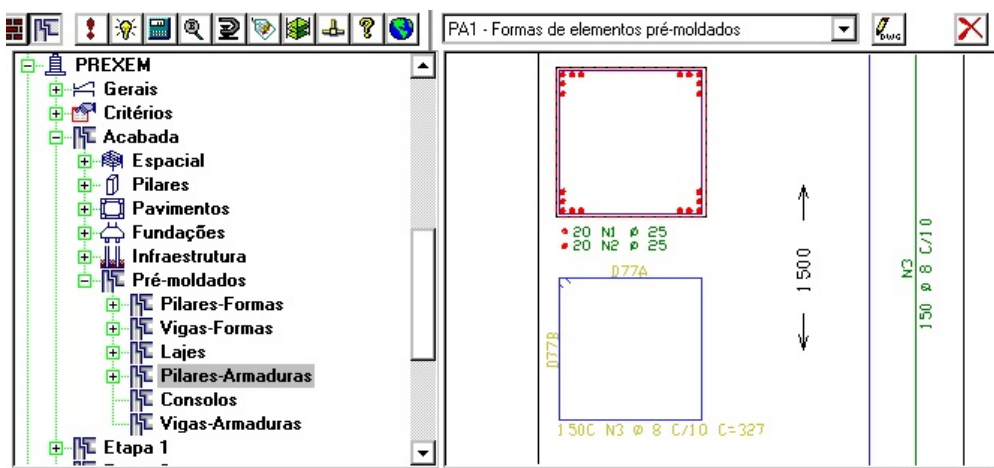 PA1 - Formas de elementos pré-moldados
DWG
PREXEM
Gerais
Critérios
Acabada
Espacial
Pilares
Pavimentos
Fundações
Infraestrutura
Pré-moldados
Pilares-Formas
Vigas-Formas
Lajes
Pilares-Armaduras
Consolos
Vigas-Armaduras
Etapa 1
20 N1 ø 25
20 N2 ø 25
D77A
D77B
150C N3 ø 8 C/10 C=327
1500
N3
150 ø 8 C/10